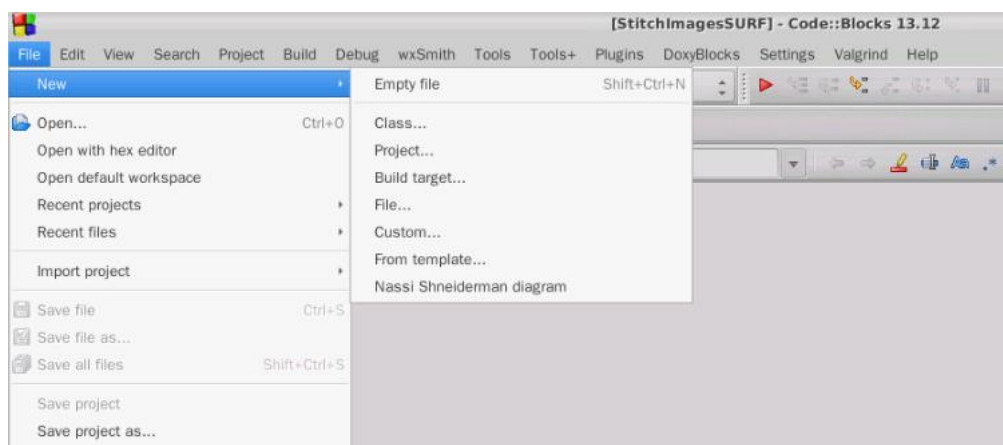 [StitchImagesSURF] - Code::Blocks 13.12
File Edit View Search Project Build Debug wxSmith Tools Tools+ Plugins DoxyBlocks Settings Valgrind Help
New
Empty file Shift+Ctrl+N
Class...
Project...
Build target...
File...
Custom...
From template...
Nassi Shneiderman diagram
Open... Ctrl+O
Open with hex editor
Open default workspace
Recent projects
Recent files
Import project
Save file Ctrl+S
Save file as...
Save all files Shift+Ctrl+S
Save project
Save project as...